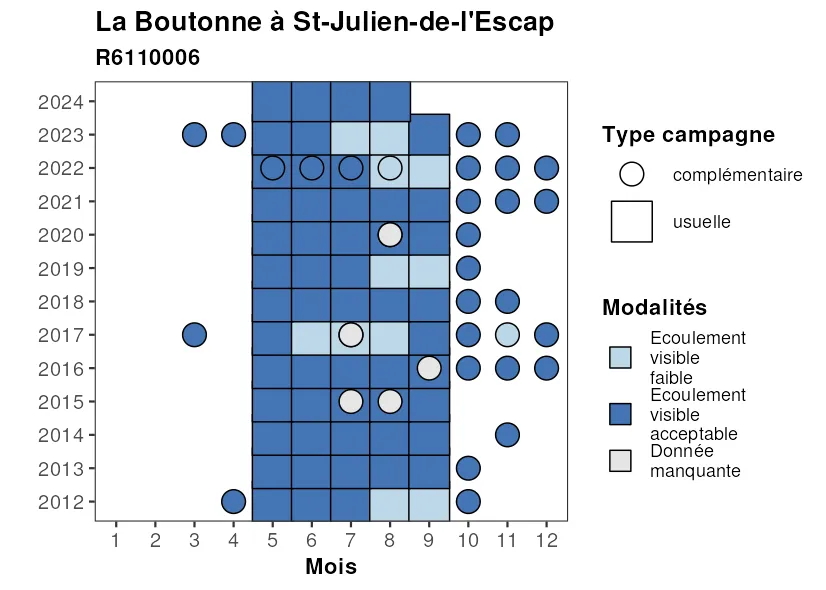 La Boutonne à St-Julien-de-l'Escap
R6110006
2024
2023
2022
2021
2020
2019
2018
2017
2016
2015
2014
2013
2012
1 2 3 4 5 6 7 8 9 10 11 12
Mois
Type campagne
complémentaire
usuelle
Modalités
Ecoulement
visible
faible
Ecoulement
visible
acceptable
Donnée
manquante